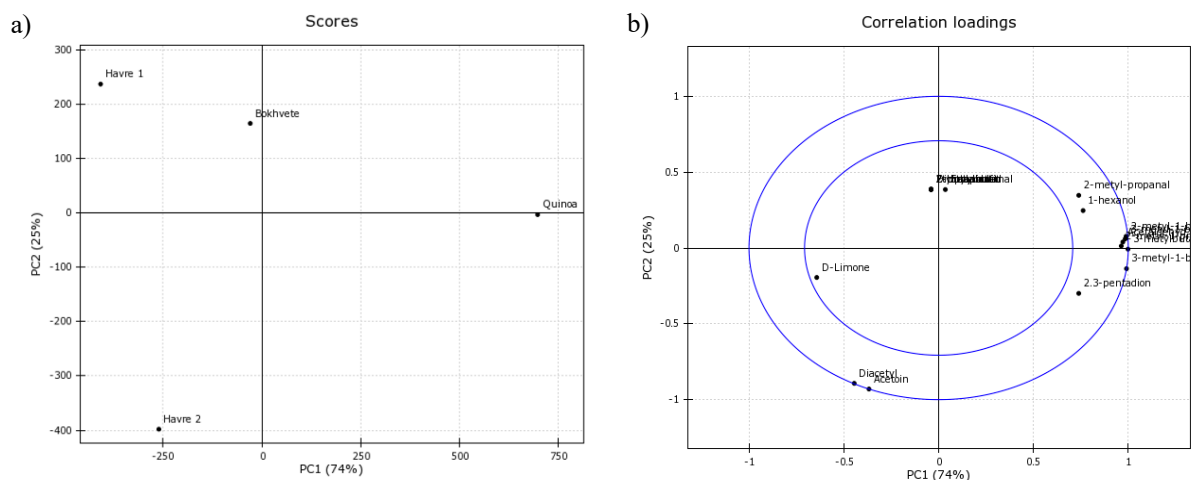 a)
Scores
300
200
100
0
-100
-200
-300
-400
PC2 (25%)
Havre 1
Bokhvete
Quinoa
Havre 2
-250
0
250
500
750
PC1 (74%)
b)
Correlation loadings
1
0.5
0
-0.5
-1
PC2 (25%)
2-metyl-propanal
1-hexanol
3-metyl-1-b
2.3-pentadion
D-Limone
Diacetyl
Acetoin
-1
-0.5
0
0.5
1
PC1 (74%)